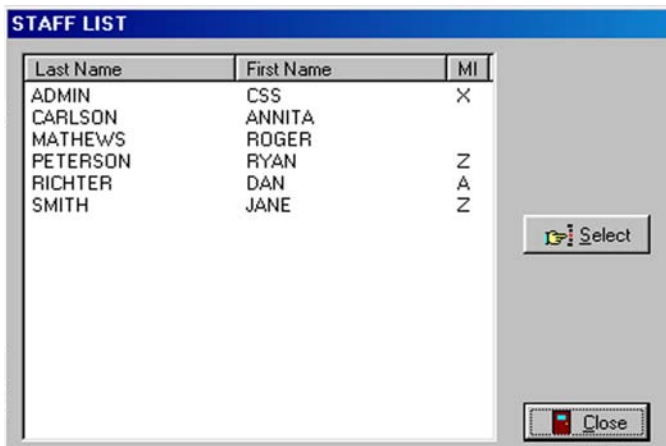 STAFF LIST
Last Name First Name MI
ADMIN CSS X
CARLSON ANNITA
MATHEWS ROGER
PETERSON RYAN Z
RICHTER DAN A
SMITH JANE Z
Select
Close